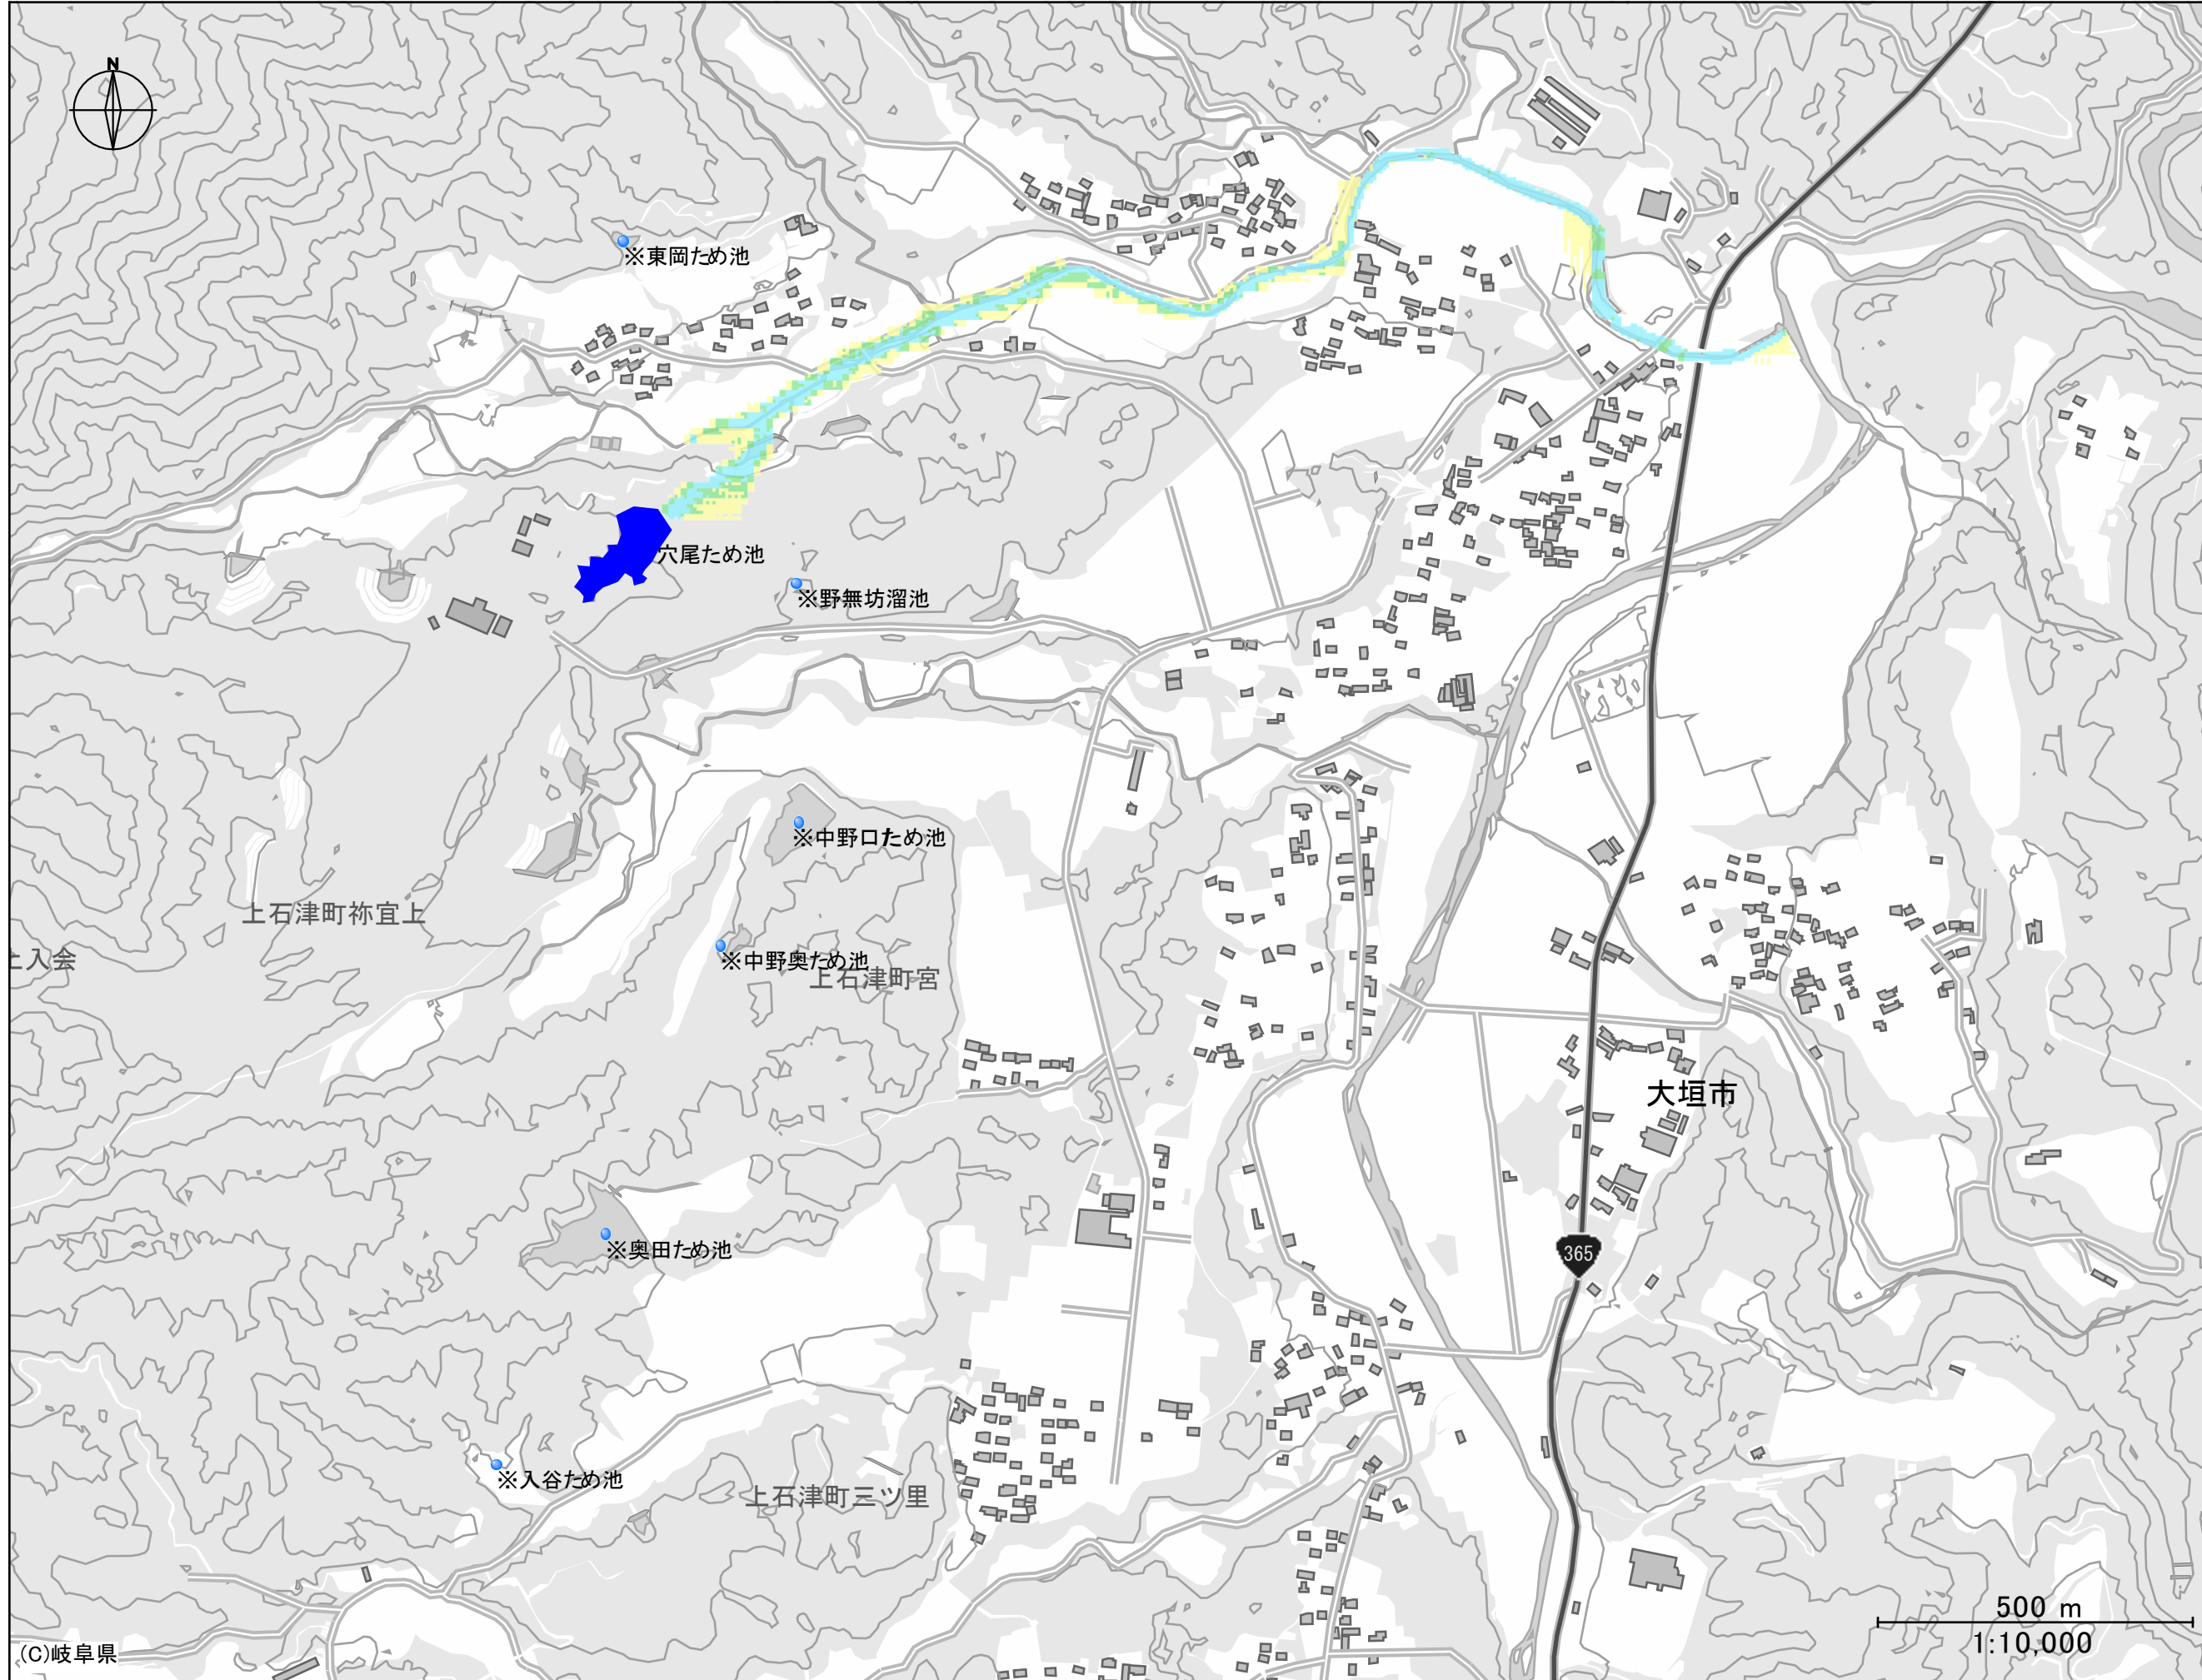 N
※東岡ため池
穴尾ため池
※野無坊溜池
※中野口ため池
上石津町祢宜上
上入会
※中野奥ため池
上石津町宮
大垣市
※奥田ため池
365
※入谷ため池
上石津町三ツ里
500 m
1:10,000
(C)岐阜県